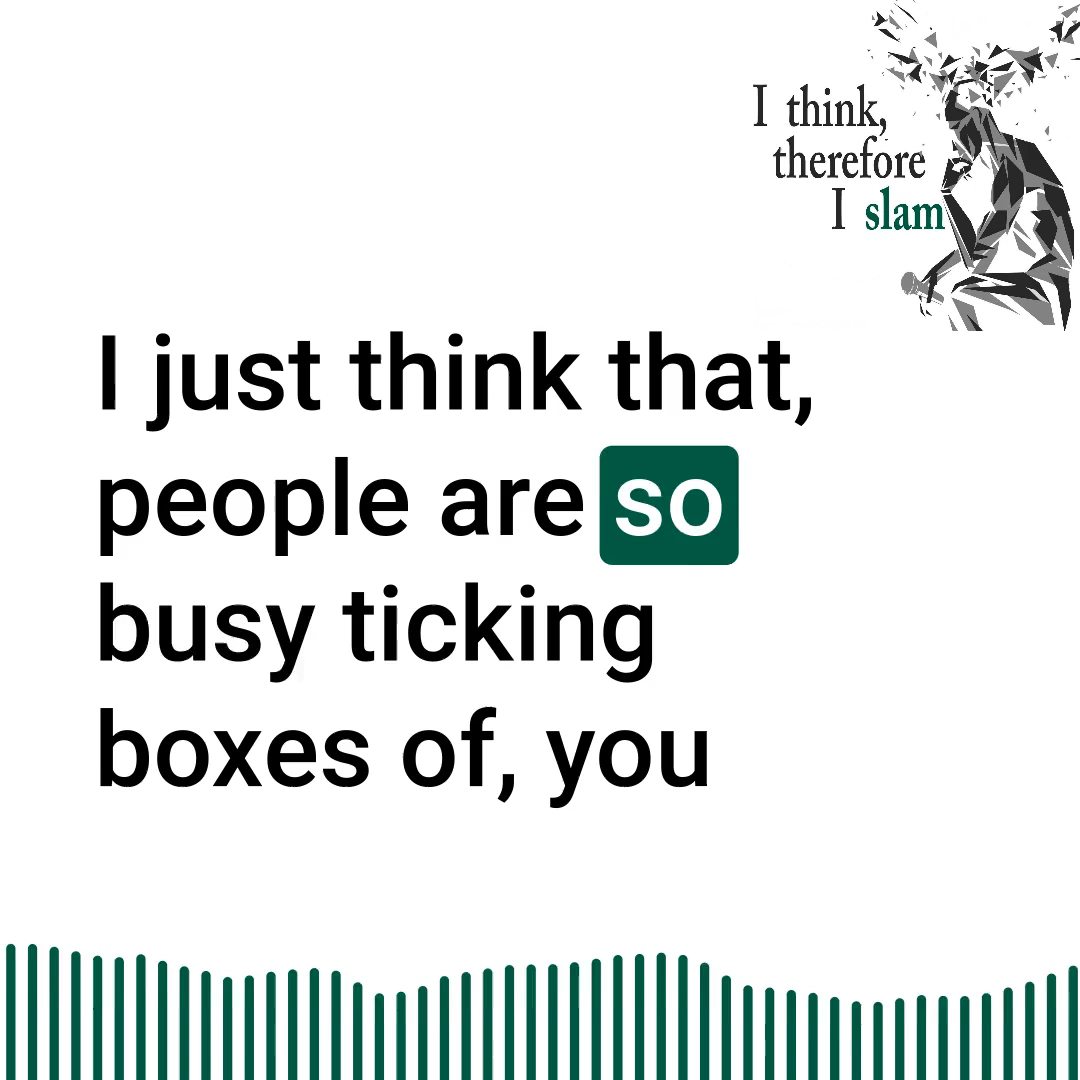 I think,
therefore
I slam
I just think that,
people are so
busy ticking
boxes of, you